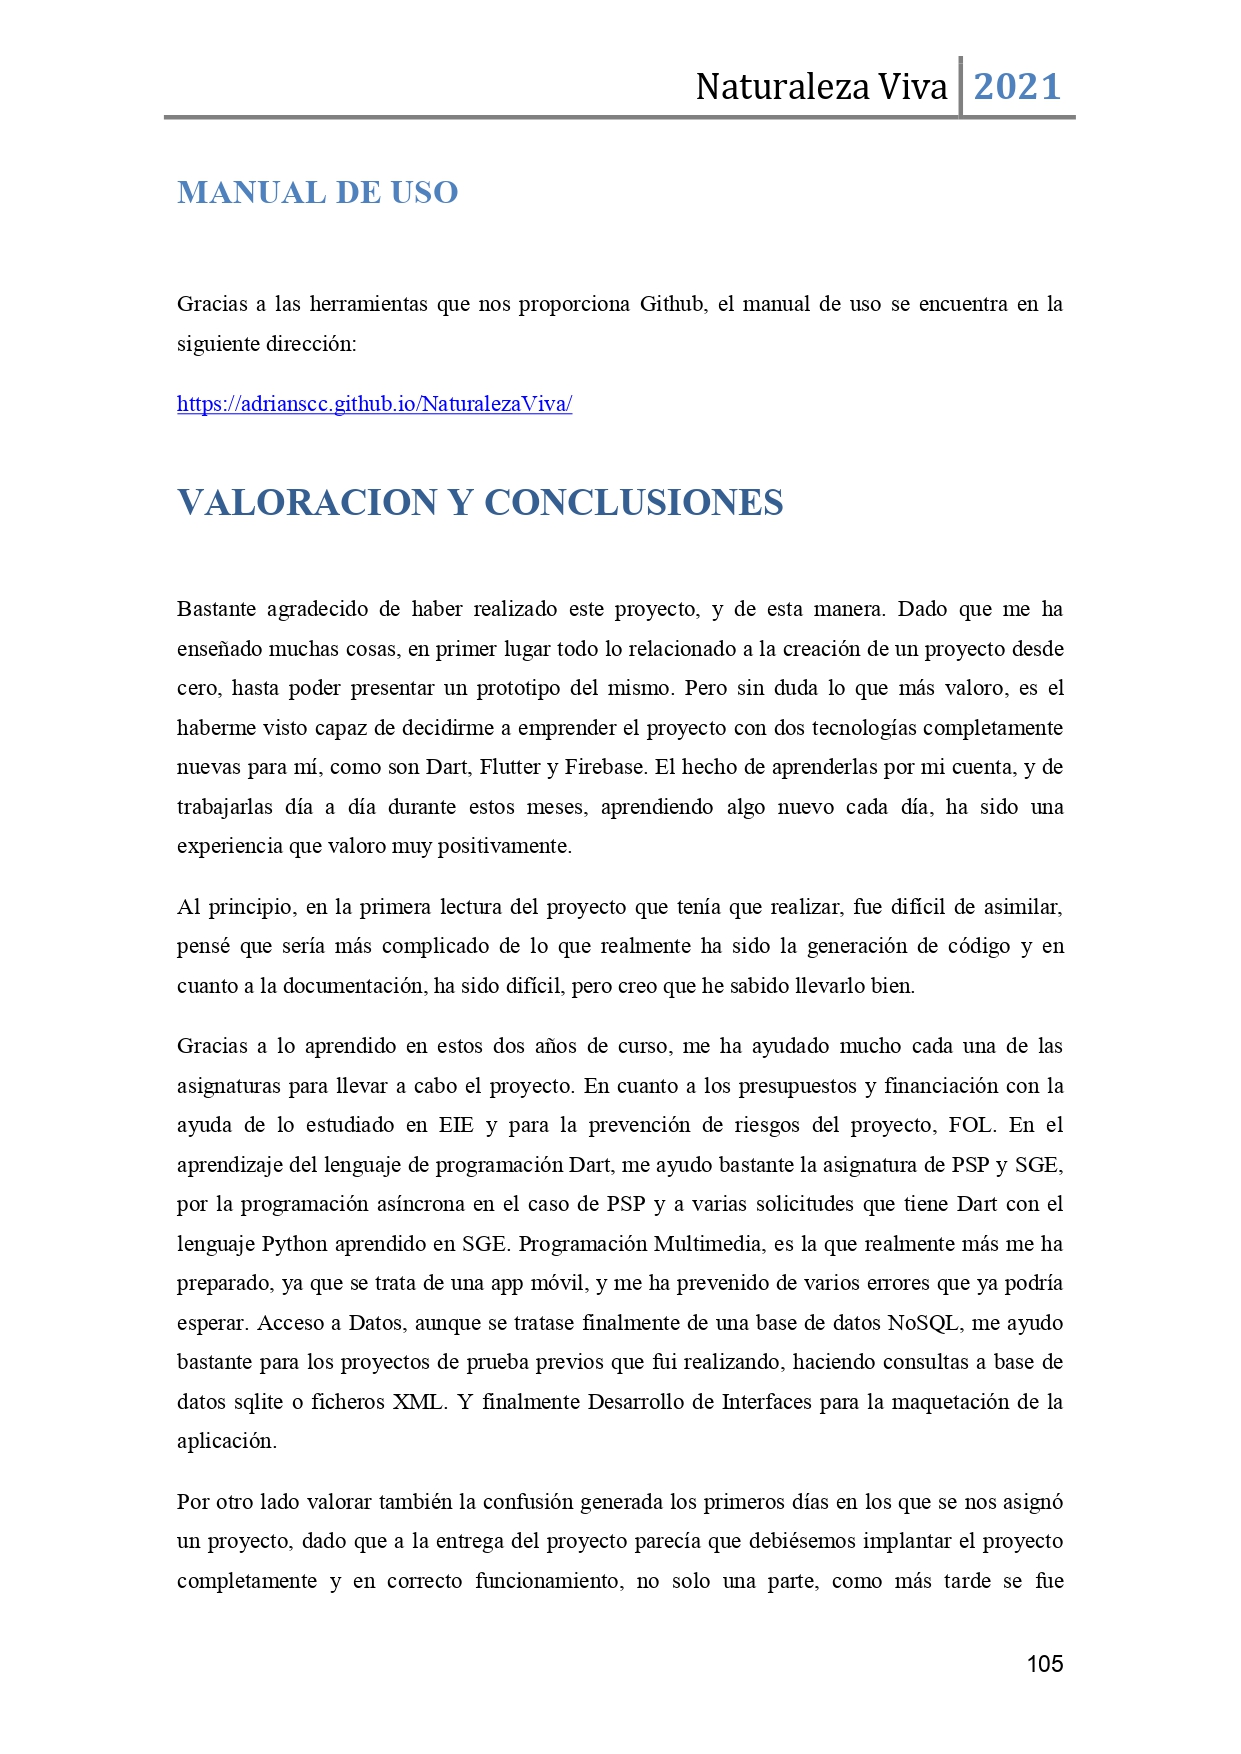 Naturaleza Viva 2021
MANUAL DE USO
Gracias a las herramientas que nos proporciona Github, el manual de uso se encuentra en la
siguiente dirección:
https://adrianscc.github.io/NaturalezaViva/
VALORACION Y CONCLUSIONES
Bastante agradecido de haber realizado este proyecto, y de esta manera. Dado que me ha
enseñado muchas cosas, en primer lugar todo lo relacionado a la creación de un proyecto desde
cero, hasta poder presentar un prototipo del mismo. Pero sin duda lo que más valoro, es el
haberme visto capaz de decidirme a emprender el proyecto con dos tecnologías completamente
nuevas para mí, como son Dart, Flutter y Firebase. El hecho de aprenderlas por mi cuenta, y de
trabajarlas día a día durante estos meses, aprendiendo algo nuevo cada día, ha sido una
experiencia que valoro muy positivamente.
Al principio, en la primera lectura del proyecto que tenía que realizar, fue difícil de asimilar,
pensé que sería más complicado de lo que realmente ha sido la generación de código y en
cuanto a la documentación, ha sido difícil, pero creo que he sabido llevarlo bien.
Gracias a lo aprendido en estos dos años de curso, me ha ayudado mucho cada una de las
asignaturas para llevar a cabo el proyecto. En cuanto a los presupuestos y financiación con la
ayuda de lo estudiado en EIE y para la prevención de riesgos del proyecto, FOL. En el
aprendizaje del lenguaje de programación Dart, me ayudo bastante la asignatura de PSP y SGE,
por la programación asíncrona en el caso de PSP y a varias solicitudes que tiene Dart con el
lenguaje Python aprendido en SGE. Programación Multimedia, es la que realmente más me ha
preparado, ya que se trata de una app móvil, y me ha prevenido de varios errores que ya podría
esperar. Acceso a Datos, aunque se tratase finalmente de una base de datos NoSQL, me ayudo
bastante para los proyectos de prueba previos que fui realizando, haciendo consultas a base de
datos sqlite o ficheros XML. Y finalmente Desarrollo de Interfaces para la maquetación de la
aplicación.
Por otro lado valorar también la confusión generada los primeros días en los que se nos asignó
un proyecto, dado que a la entrega del proyecto parecía que debiésemos implantar el proyecto
completamente y en correcto funcionamiento, no solo una parte, como más tarde se fue
105